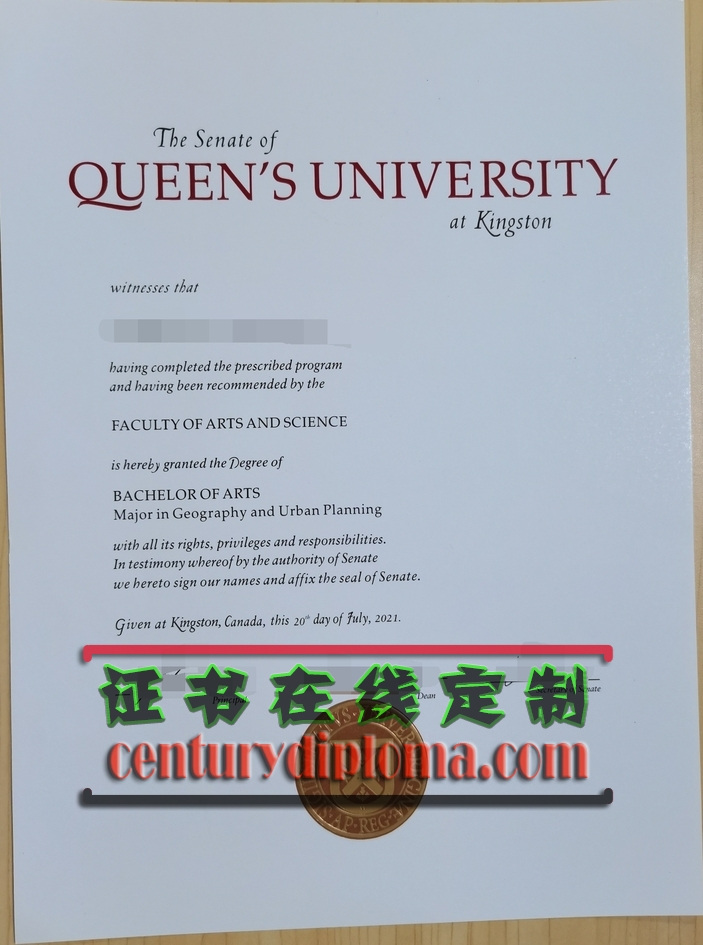 The Senate of
QUEEN'S UNIVERSITY
at Kingston
witnesses that
having completed the prescribed program
and having been recommended by the
FACULTY OF ARTS AND SCIENCE
is hereby granted the Degree of
BACHELOR OF ARTS
Major in Geography and Urban Planning
with all its rights, privileges and responsibilities.
In testimony whereof by the authority of Senate
we hereto sign our names and affix the seal of Senate.
Given at Kingston, Canada, this 20th day of July, 2021.
证书在线定制
Principal Dean Senate
centurydiploma.com